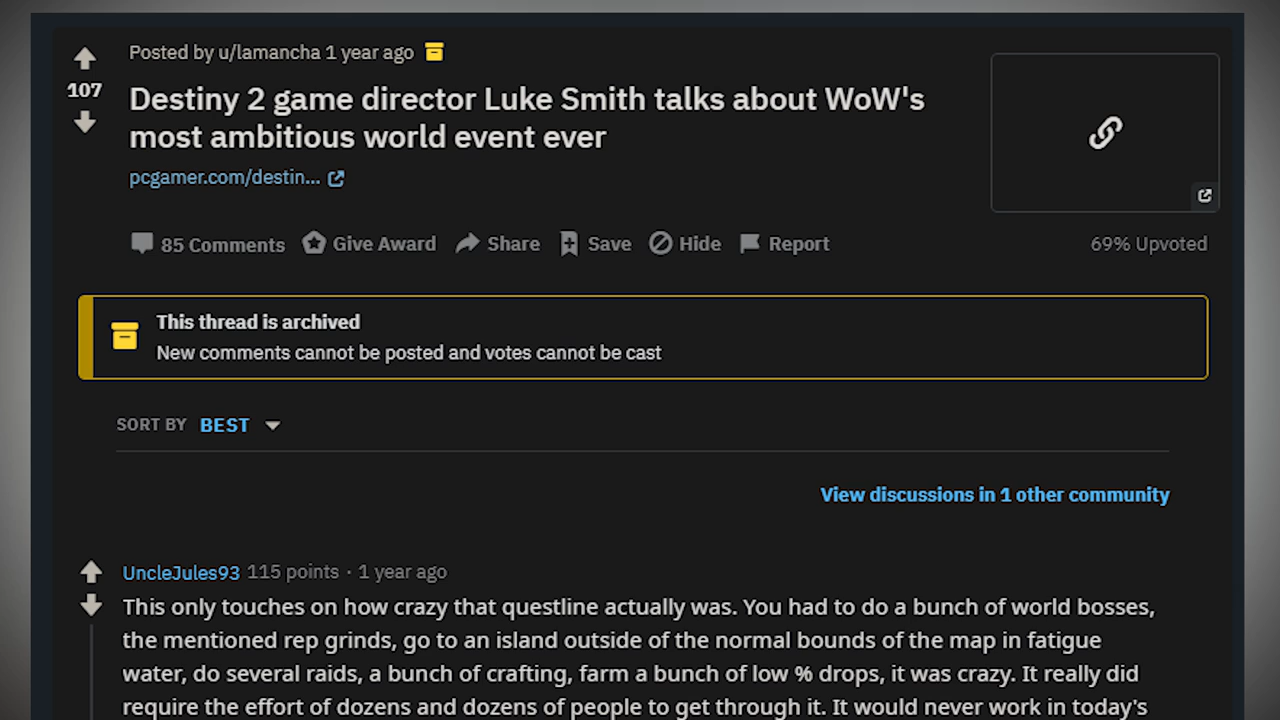 Posted by u/lamancha 1 year ago
107
Destiny 2 game director Luke Smith talks about WoW's
most ambitious world event ever
pcgamer.com/destin...
85 Comments Give Award Share Save Hide Report 69% Upvoted
This thread is archived
New comments cannot be posted and votes cannot be cast
SORT BY BEST
View discussions in 1 other community
UncleJules93 115 points · 1 year ago
This only touches on how crazy that questline actually was. You had to do a bunch of world bosses,
the mentioned rep grinds, go to an island outside of the normal bounds of the map in fatigue
water, do several raids, a bunch of crafting, farm a bunch of low % drops, it was crazy. It really did
require the effort of dozens and dozens of people to get through it. It would never work in today's